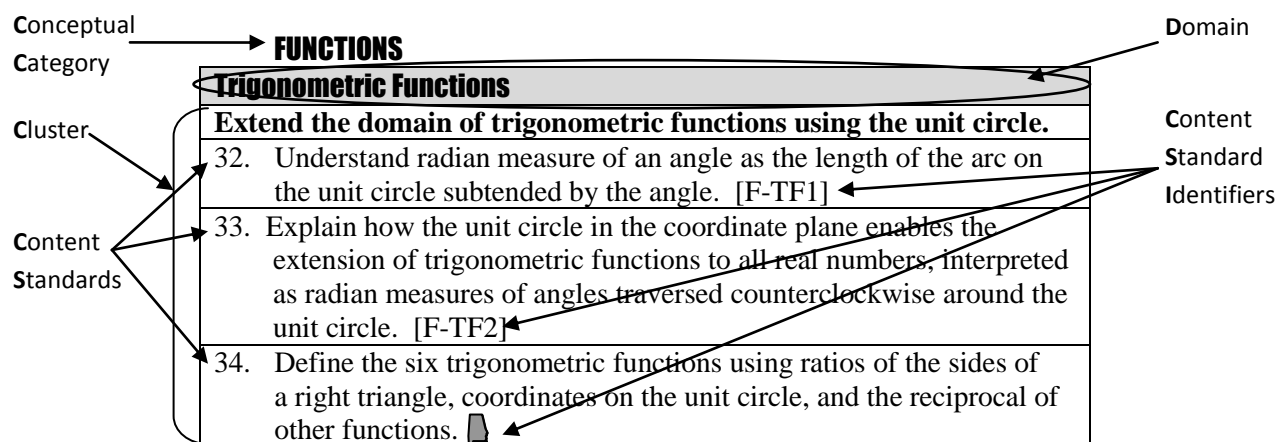 Conceptual
Category
FUNCTIONS
Domain
Trigonometric Functions
Cluster
Extend the domain of trigonometric functions using the unit circle.
Content
Standard
Identifiers
32. Understand radian measure of an angle as the length of the arc on
the unit circle subtended by the angle. [F-TF1]
Content
Standards
33. Explain how the unit circle in the coordinate plane enables the
extension of trigonometric functions to all real numbers, interpreted
as radian measures of angles traversed counterclockwise around the
unit circle. [F-TF2]
34. Define the six trigonometric functions using ratios of the sides of
a right triangle, coordinates on the unit circle, and the reciprocal of
other functions.